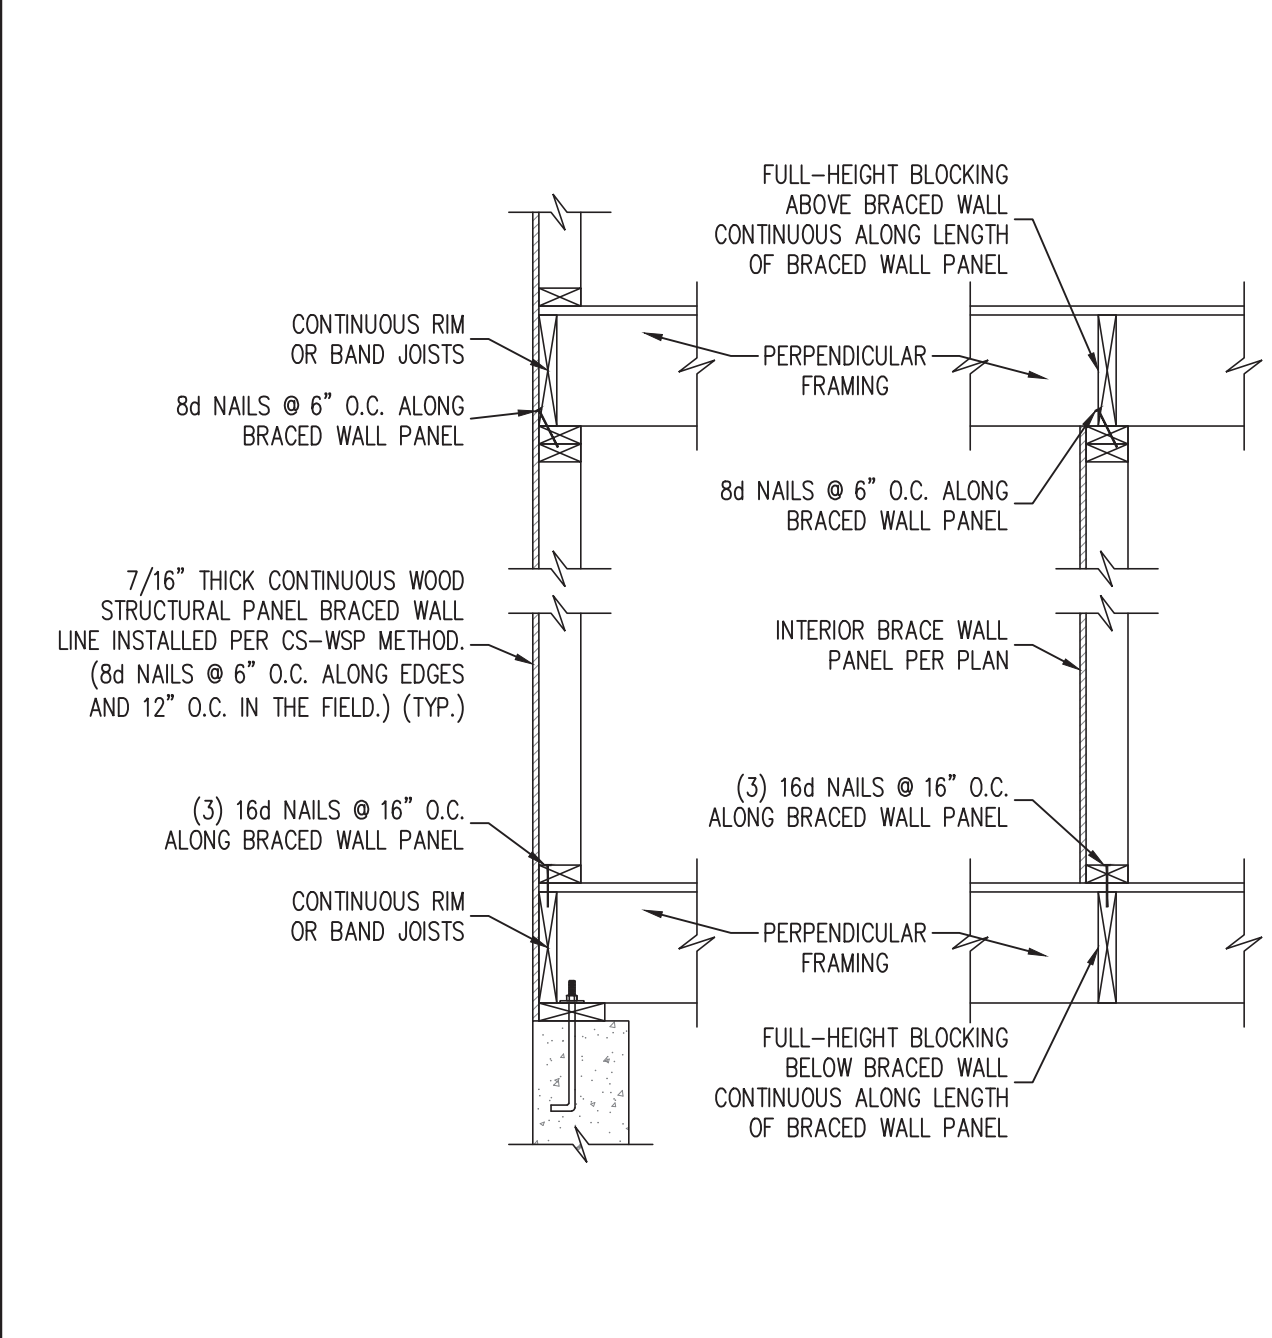 FULL-HEIGHT BLOCKING
ABOVE BRACED WALL
CONTINUOUS ALONG LENGTH
OF BRACED WALL PANEL
CONTINUOUS RIM
OR BAND JOISTS
PERPENDICULAR
FRAMING
8d NAILS @ 6" O.C. ALONG
BRACED WALL PANEL
8d NAILS @ 6" O.C. ALONG
BRACED WALL PANEL
7/16" THICK CONTINUOUS WOOD
STRUCTURAL PANEL BRACED WALL
LINE INSTALLED PER CS-WSP METHOD.
(8d NAILS @ 6" O.C. ALONG EDGES
AND 12" O.C. IN THE FIELD.) (TYP.)
INTERIOR BRACE WALL
PANEL PER PLAN
(3) 16d NAILS @ 16" O.C.
ALONG BRACED WALL PANEL
(3) 16d NAILS @ 16" O.C.
ALONG BRACED WALL PANEL
CONTINUOUS RIM
OR BAND JOISTS
PERPENDICULAR
FRAMING
FULL-HEIGHT BLOCKING
BELOW BRACED WALL
CONTINUOUS ALONG LENGTH
OF BRACED WALL PANEL